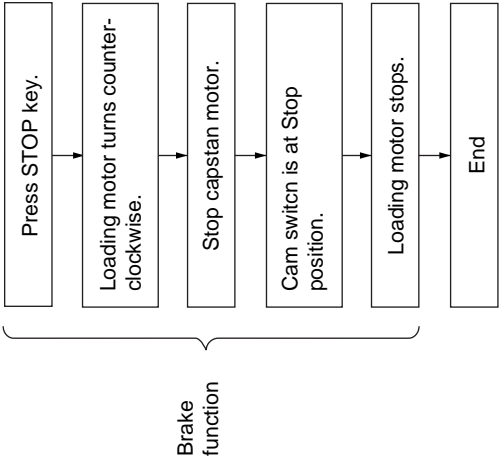 Press STOP key.
Loading motor turns counter-
clockwise.
Stop capstan motor.
Cam switcn is at Stop
position.
Loading motor stops.
End
Brake
function